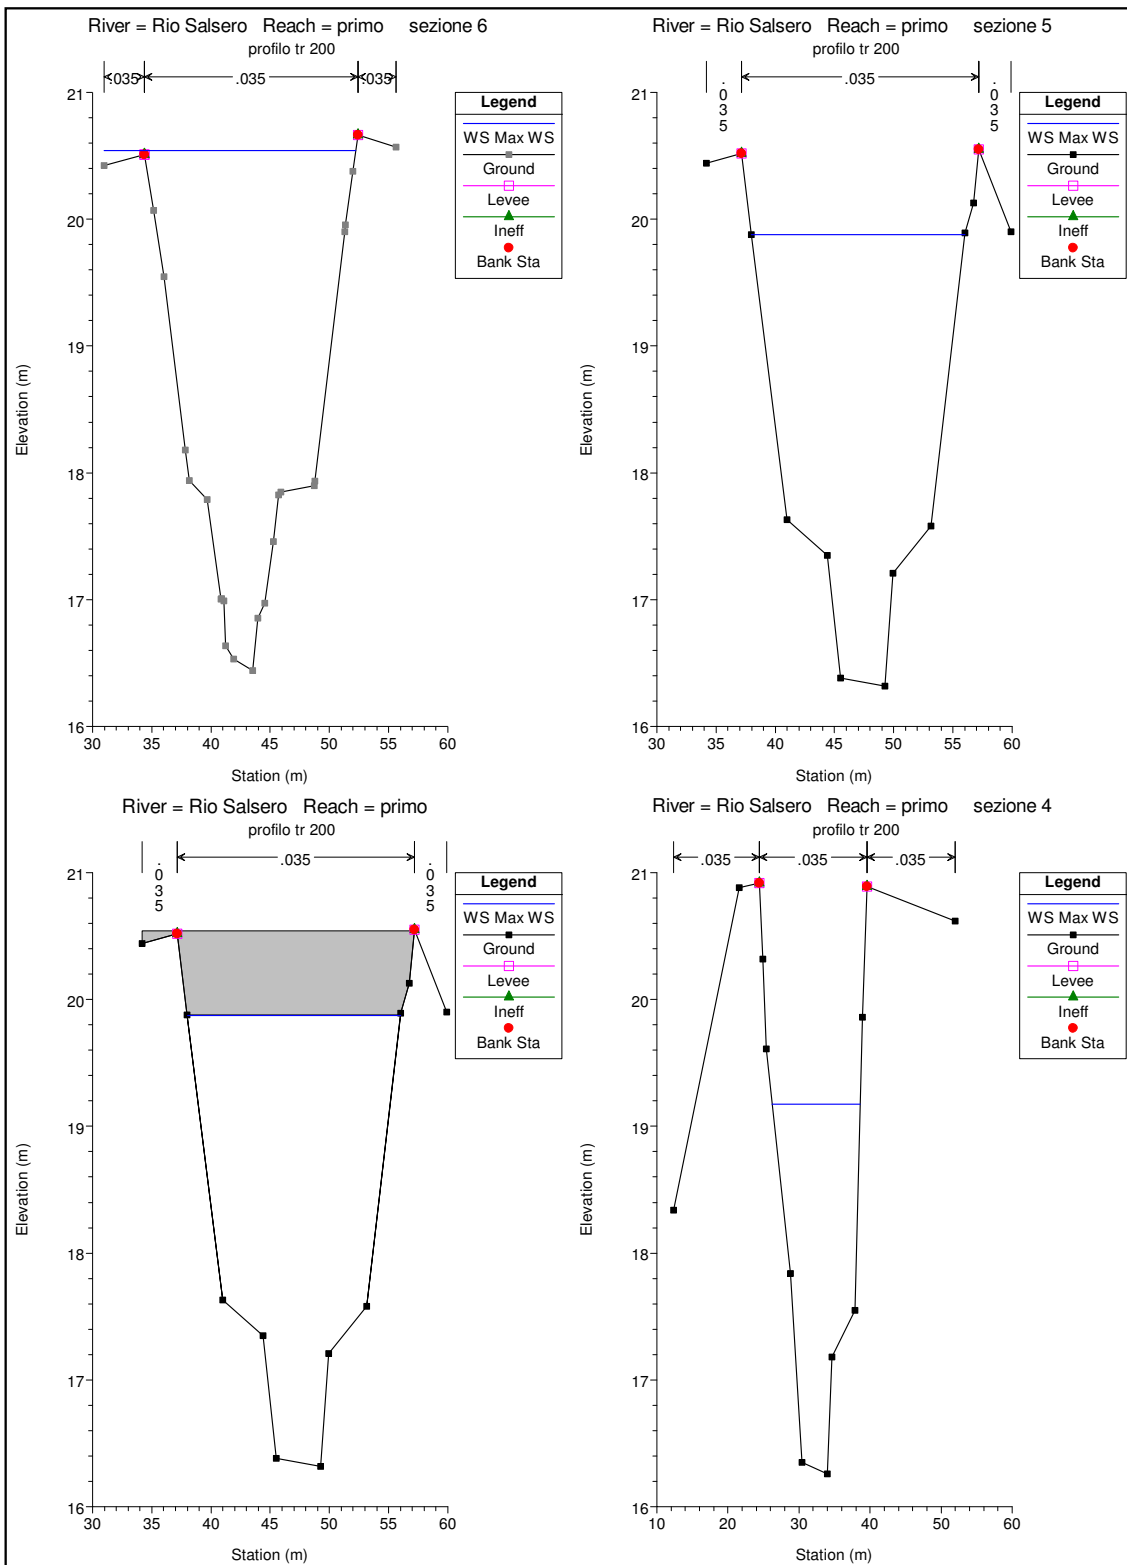 River = Rio Salsero Reach = primo sezione 6
profilo tr 200
.035 .035 .035
21
20
19
18
17
16
30 35 40 45 50 55 60
Elevation (m)
Station (m)
Legend
WS Max WS
Ground
Levee
Ineff
Bank Sta
River = Rio Salsero Reach = primo sezione 5
profilo tr 200
.035 .035 .035
21
20
19
18
17
16
30 35 40 45 50 55 60
Elevation (m)
Station (m)
Legend
WS Max WS
Ground
Levee
Ineff
Bank Sta
River = Rio Salsero Reach = primo
profilo tr 200
.035 .035 .035
21
20
19
18
17
16
30 35 40 45 50 55 60
Elevation (m)
Station (m)
Legend
WS Max WS
Ground
Levee
Ineff
Bank Sta
River = Rio Salsero Reach = primo sezione 4
profilo tr 200
.035 .035 .035
21
20
19
18
17
16
10 20 30 40 50 60
Elevation (m)
Station (m)
Legend
WS Max WS
Ground
Levee
Ineff
Bank Sta